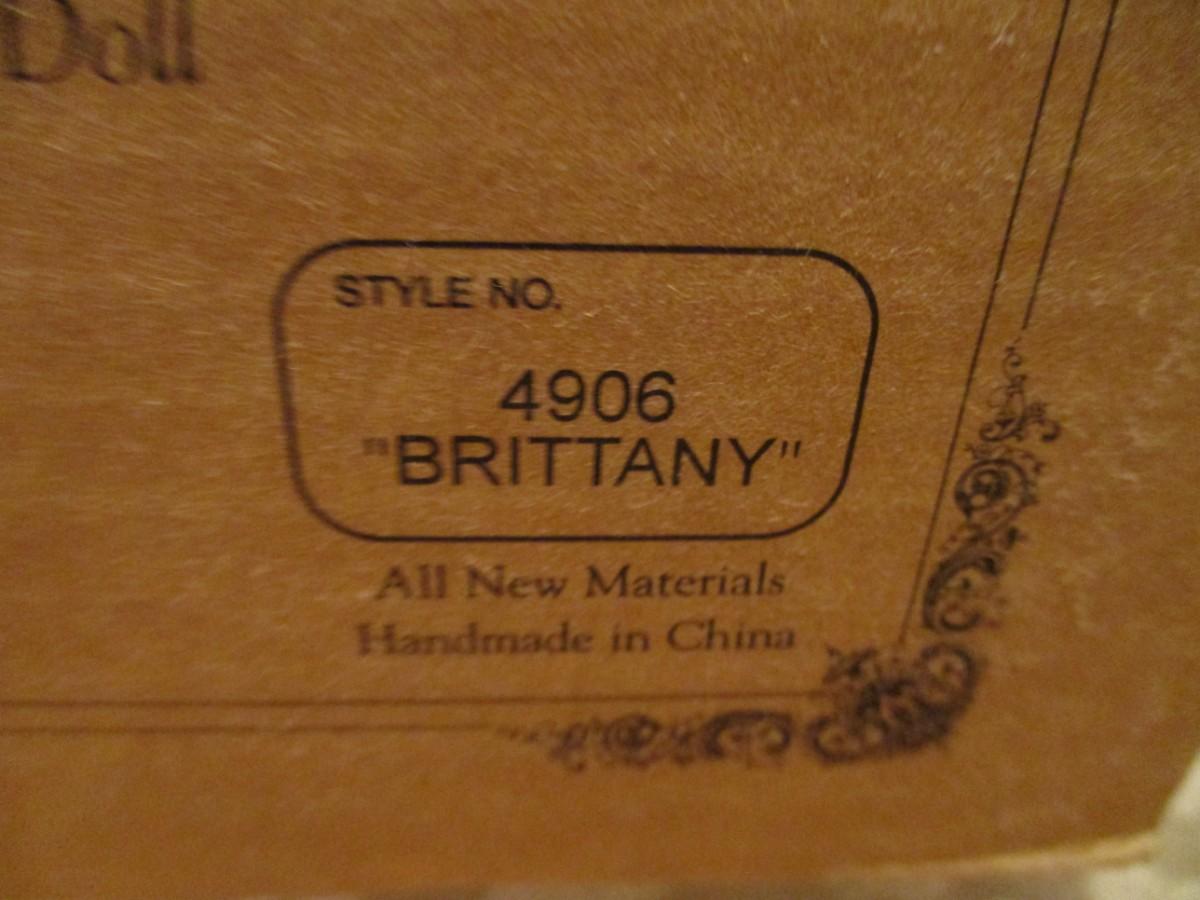 Doll
STYLE NO.
4906
"BRITTANY"
All New Materials
Handmade in China